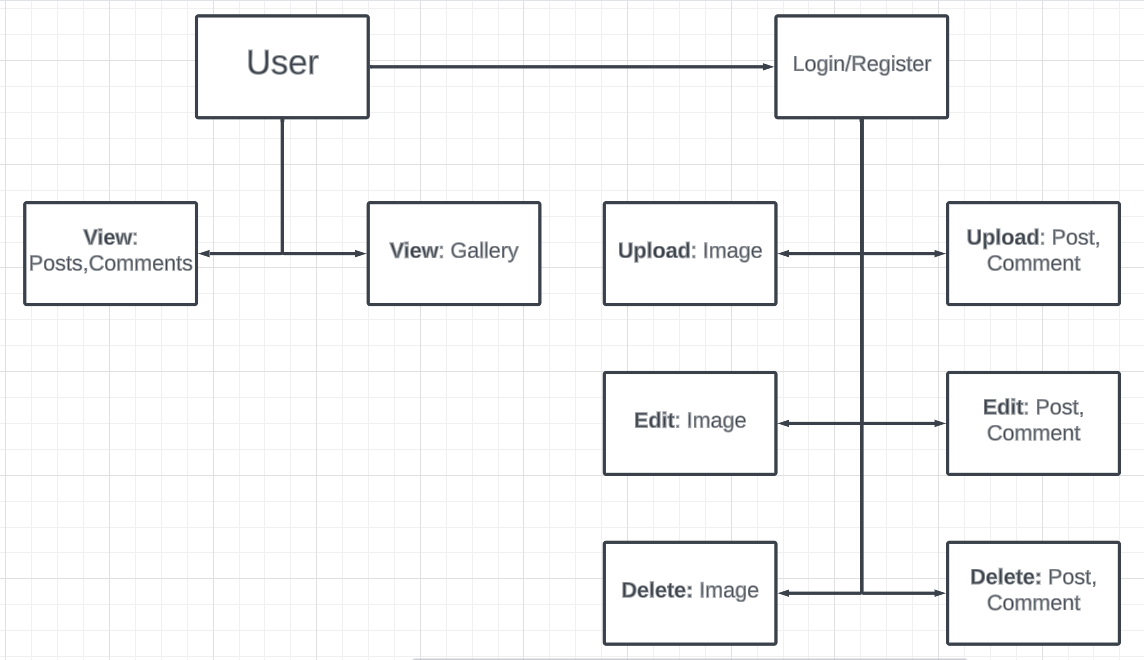 User
Login/Register
View:
Posts,Comments
View: Gallery
Upload: Image
Upload: Post,
Comment
Edit: Image
Edit: Post,
Comment
Delete: Image
Delete: Post,
Comment